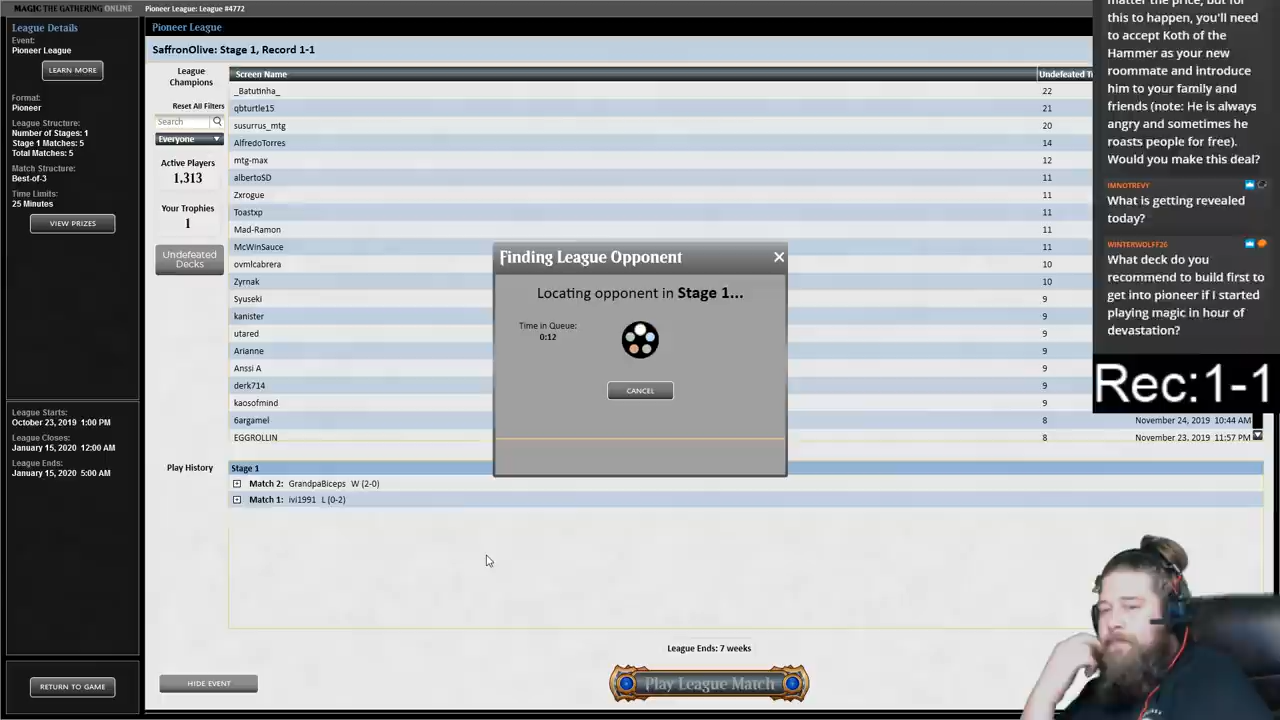 MAGIC THE GATHERING ONLINE
Pioneer League: League #4772
League Details
Event:
Pioneer League
LEARN MORE
Format:
Pioneer
League Structure:
Number of Stages: 1
Stage 1 Matches: 5
Total Matches: 5
Match Structure:
Best-of-3
Time Limits:
25 Minutes
VIEW PRIZES
League Starts:
October 23, 2019 1:00 PM
League Closes:
January 15, 2020 12:00 AM
League Ends:
January 15, 2020 5:00 AM
RETURN TO GAME
Pioneer League
SaffronOlive: Stage 1, Record 1-1
League
Champions
Reset All Filters
Search
Everyone
Active Players
1,313
Your Trophies
1
Undefeated
Decks
Screen Name
Undefeated
_Batutinha_ 22
qbturtle15 21
susurrus_mtg 20
AlfredoTorres 14
mtg-max 12
albertoSD 11
Zxrogue 11
Toastxp 11
Mad-Ramon 11
McWinSauce 11
ovmlcabrera 10
Zyrnak 10
Syuseki 9
kanister 9
utared 9
Arianne 9
Anssi A 9
derk714 9
kaosofmind 9
6argamel 8 November 24, 2019 10:44 AM
EGGROLLIN 8 November 23, 2019 11:57 PM
Finding League Opponent
Locating opponent in Stage 1...
Time in Queue:
0:12
CANCEL
Play History
Stage 1
Match 2: GrandpaBiceps W (2-0)
Match 1: ivi1991 L (0-2)
League Ends: 7 weeks
HIDE EVENT
Play League Match
matter the price, but for
this to happen, you'll need
to accept Koth of the
Hammer as your new
roommate and introduce
him to your family and
friends (note: He is always
angry and sometimes he
roasts people for free).
Would you make this deal?
IMNOTREVY
What is getting revealed
today?
WINTERWOLFF26
What deck do you
recommend to build first to
get into pioneer if I started
playing magic in hour of
devastation?
Rec:1-1